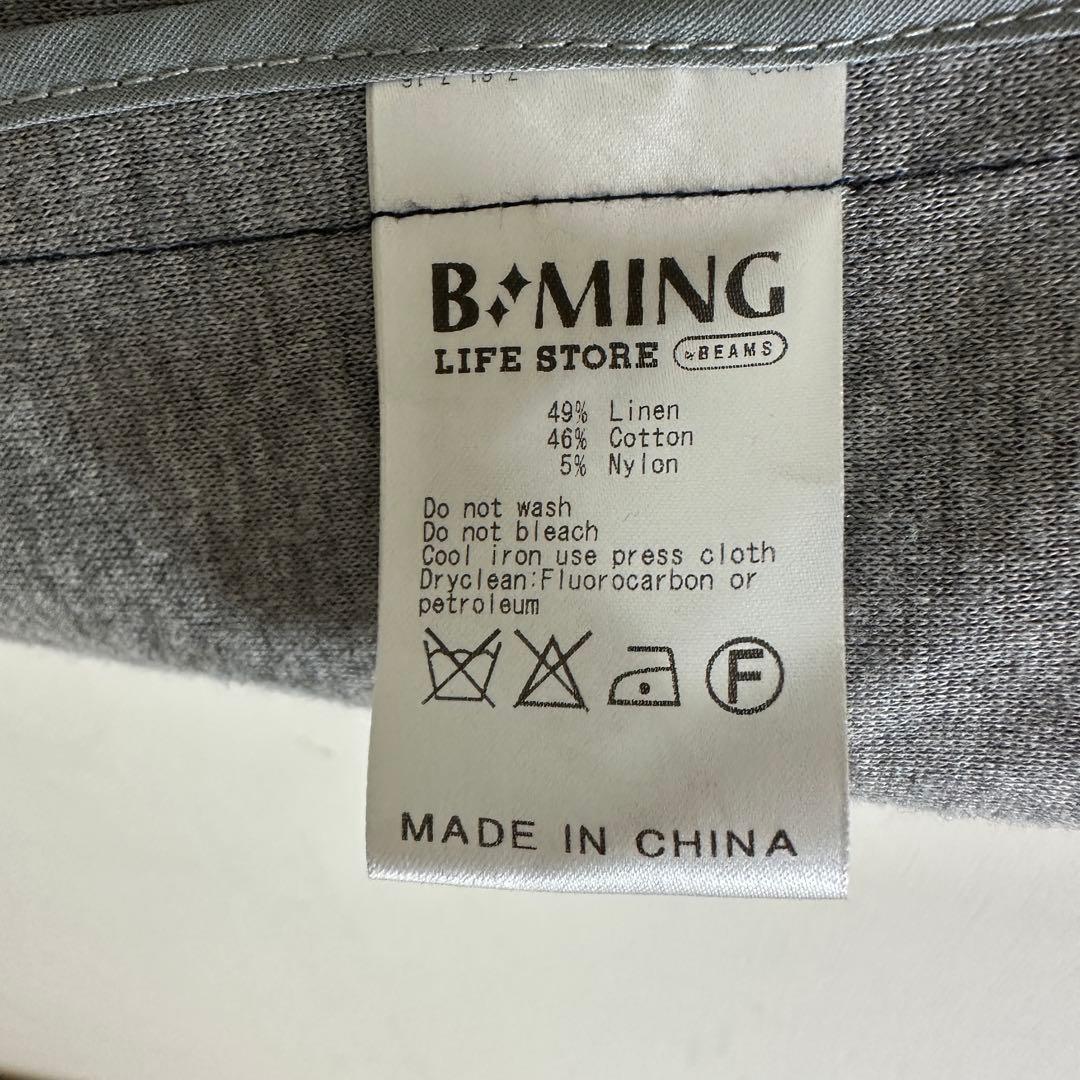 B MING
LIFE STORE by BEAMS
49% Linen
46% Cotton
5% Nylon
Do not wash
Do not bleach
Cool iron use press cloth
Dryclean:Fluorocarbon or
petroleum
F
MADE IN CHINA